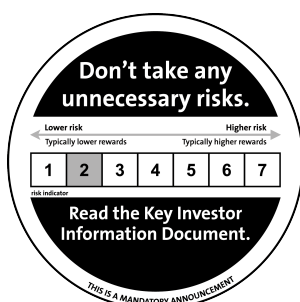 Don't take any
unnecessary risks.
Lower risk Higher risk
Typically lower rewards Typically higher rewards
1 2 3 4 5 6 7
risk indicator
Read the Key Investor
Information Document.
THIS IS A MANDATORY ANNOUNCEMENT